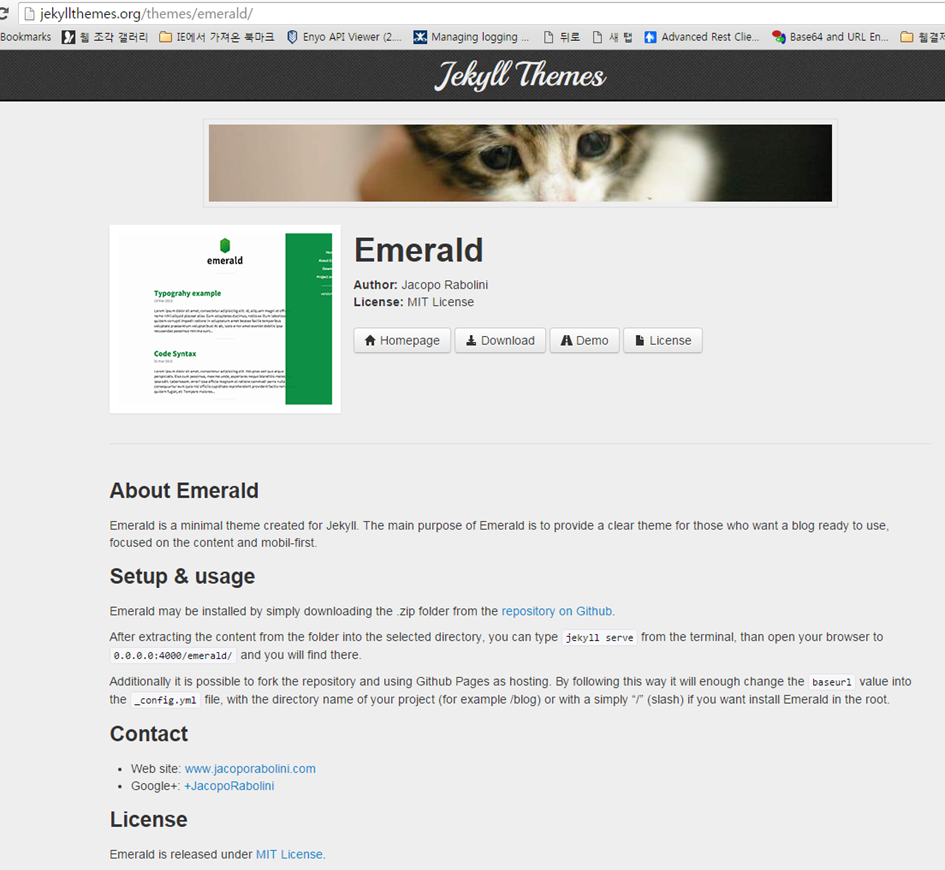 jekyllthemes.org/themes/emerald/
Bookmarks 웹 조각 갤러리 IE에서 가져온 북마크 Enyo API Viewer (2.... Managing logging ... 뒤로 새 탭 Advanced Rest Clie... Base64 and URL En... 웹결제
Jekyll Themes
emerald
Typograhy example
Code Syntax
Emerald
Author: Jacopo Rabolini
License: MIT License
Homepage Download Demo License
About Emerald
Emerald is a minimal theme created for Jekyll. The main purpose of Emerald is to provide a clear theme for those who want a blog ready to use,
focused on the content and mobil-first.
Setup & usage
Emerald may be installed by simply downloading the .zip folder from the repository on Github.
After extracting the content from the folder into the selected directory, you can type jekyll serve from the terminal, than open your browser to
0.0.0.0:4000/emerald/ and you will find there.
Additionally it is possible to fork the repository and using Github Pages as hosting. By following this way it will enough change the baseurl value into
the _config.yml file, with the directory name of your project (for example /blog) or with a simply “/” (slash) if you want install Emerald in the root.
Contact
• Web site: www.jacoporabolini.com
• Google+: +JacopoRabolini
License
Emerald is released under MIT License.